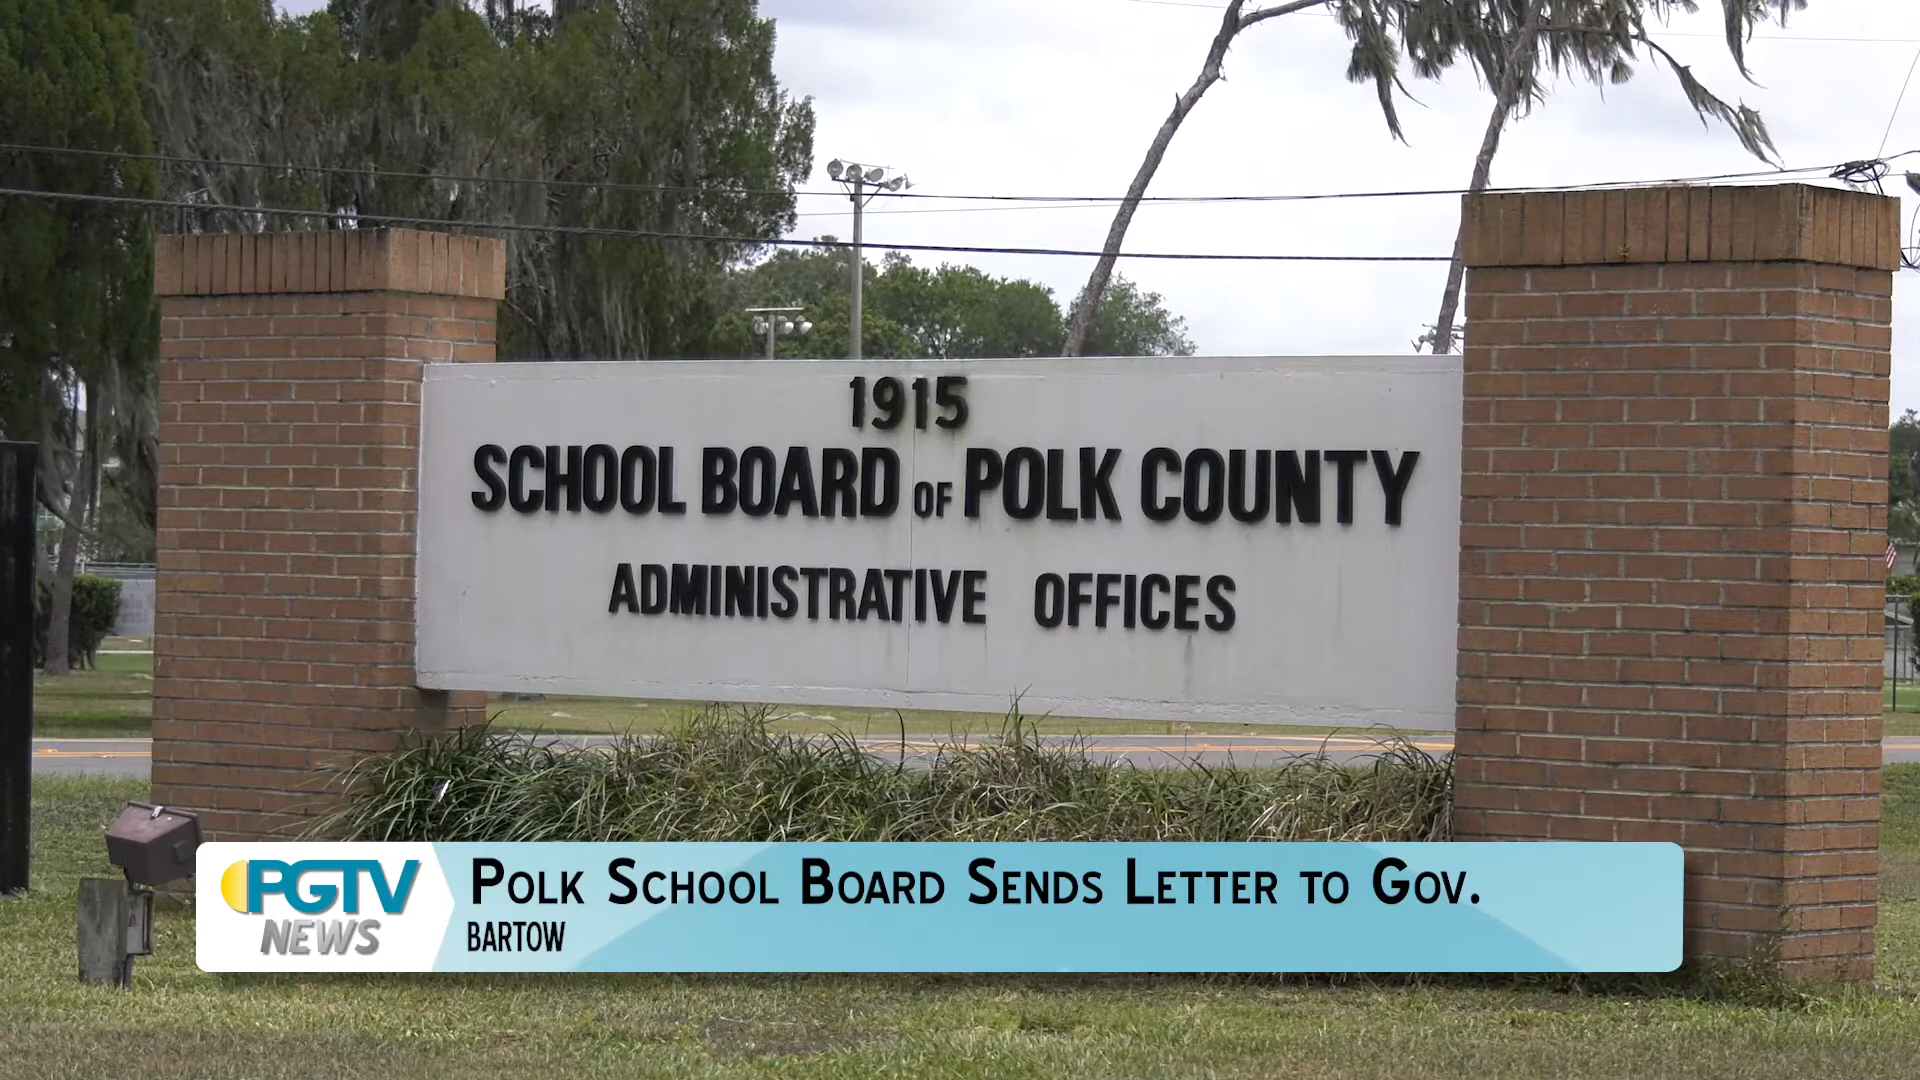 1915
SCHOOL BOARD OF POLK COUNTY
ADMINISTRATIVE OFFICES
PGTV NEWS
POLK SCHOOL BOARD SENDS LETTER TO GOV.
BARTOW